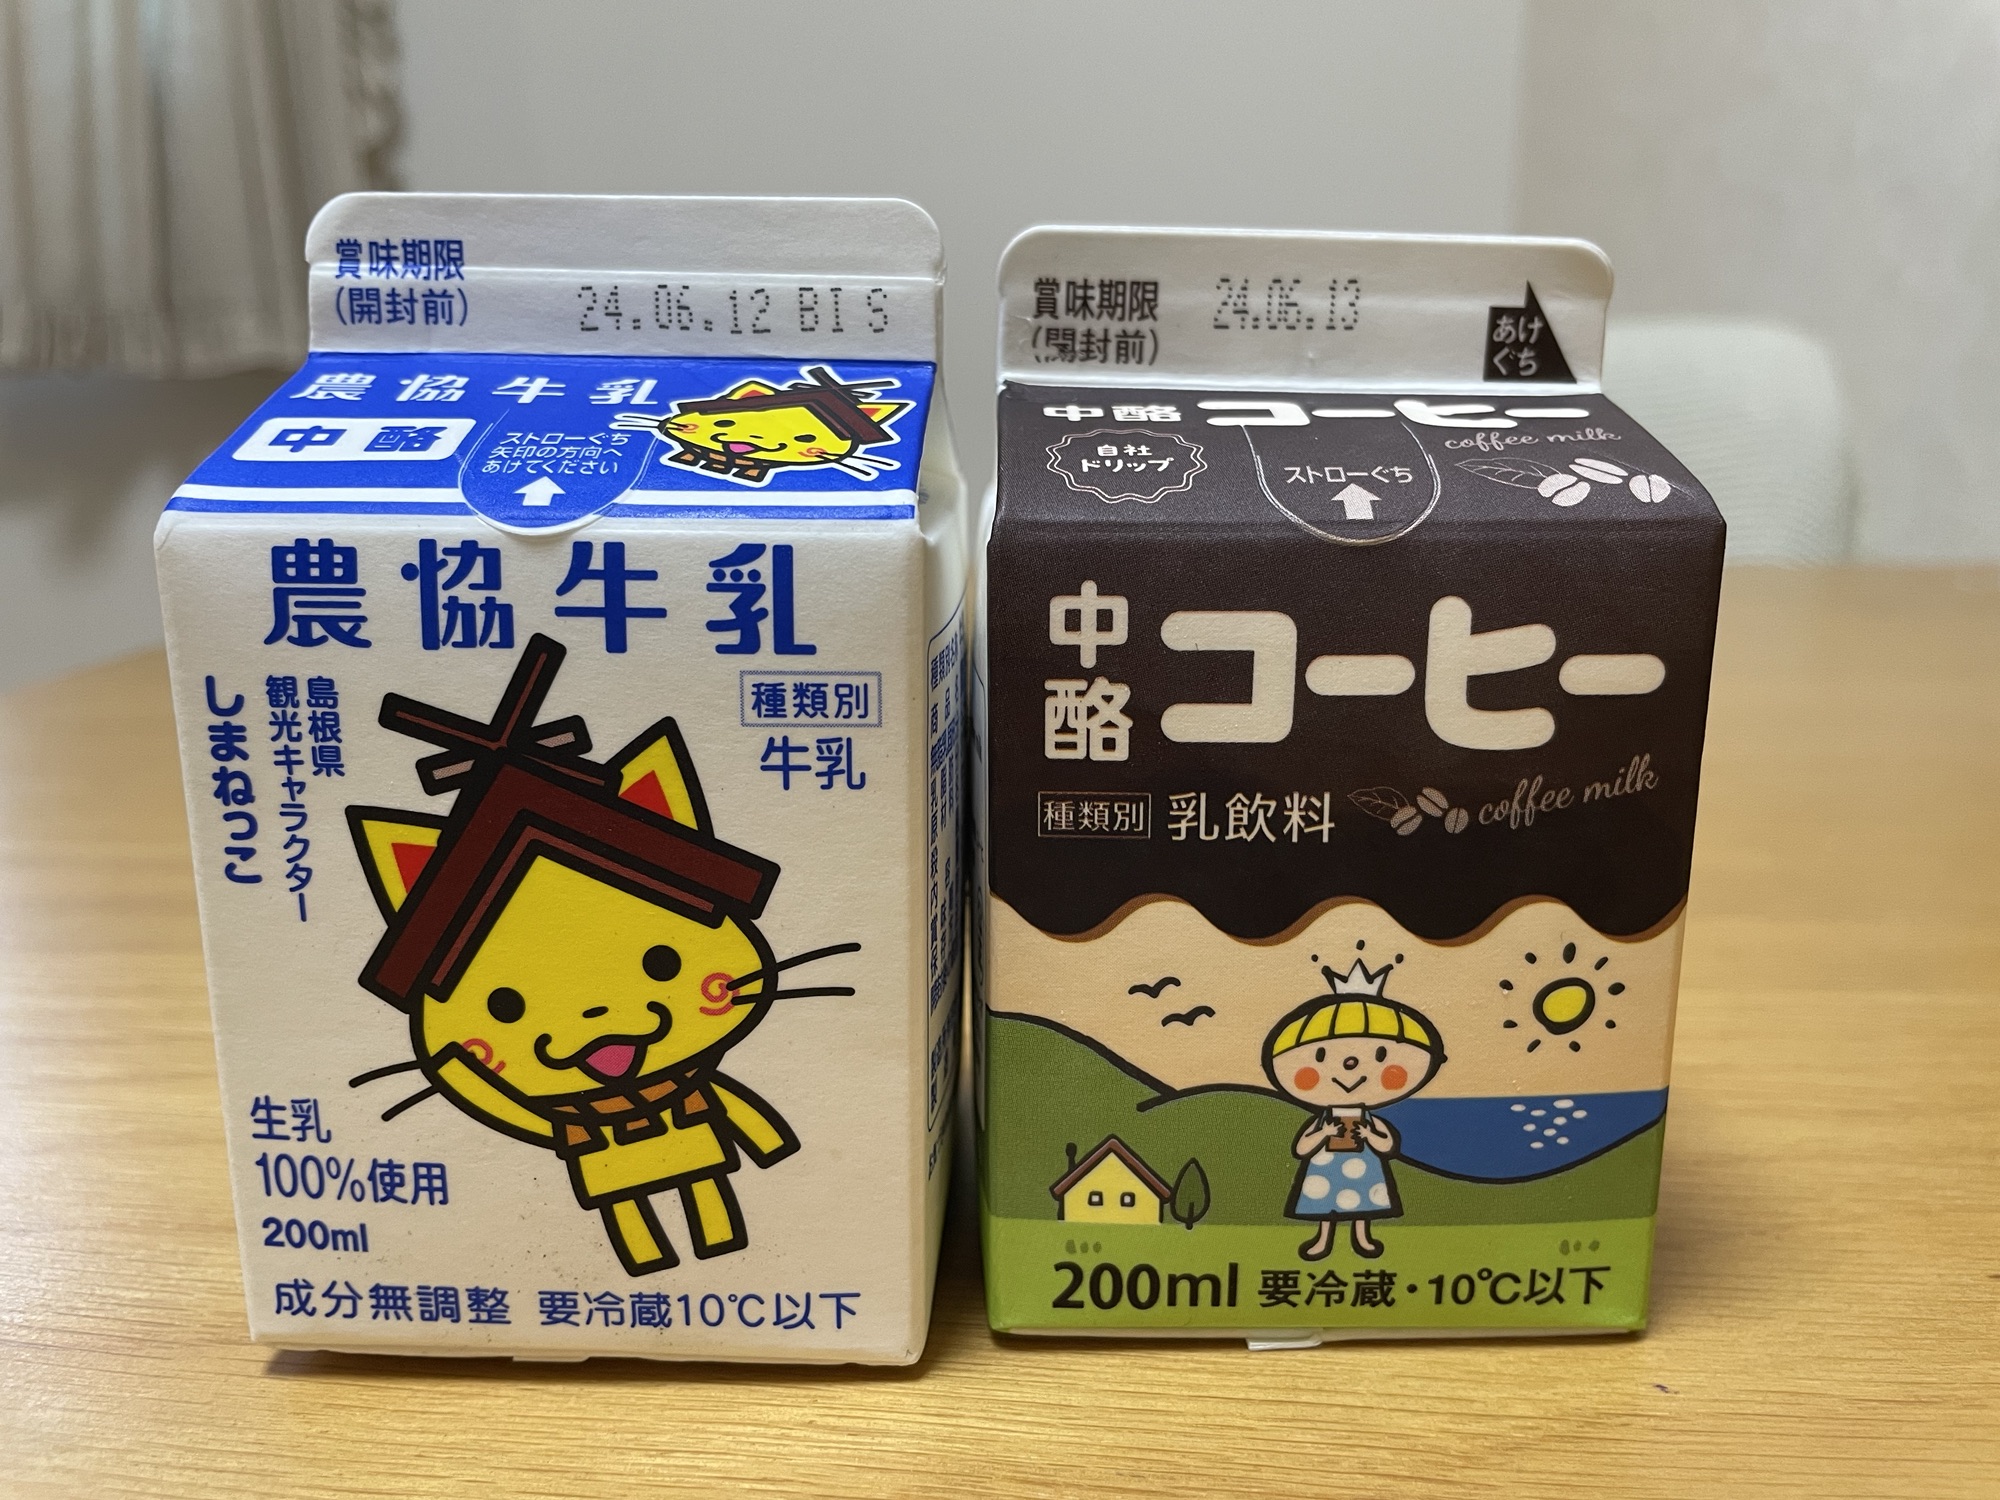 賞味期限
(開封前)
24.06.12 BI S
農協牛乳
中酪
ストローぐち
矢印の方向へ
あけてください
農協牛乳
島根県
観光キャラクター
しまねっこ
種類別
牛乳
生乳
100%使用
200ml
成分無調整 要冷蔵10℃以下
賞味期限
(開封前)
24.06.13
あけ
ぐち
中酪 コーヒー
coffee milk
自社
ドリップ
ストローぐち
中酪 コーヒー
種類別 乳飲料
coffee milk
200ml 要冷蔵・10℃以下